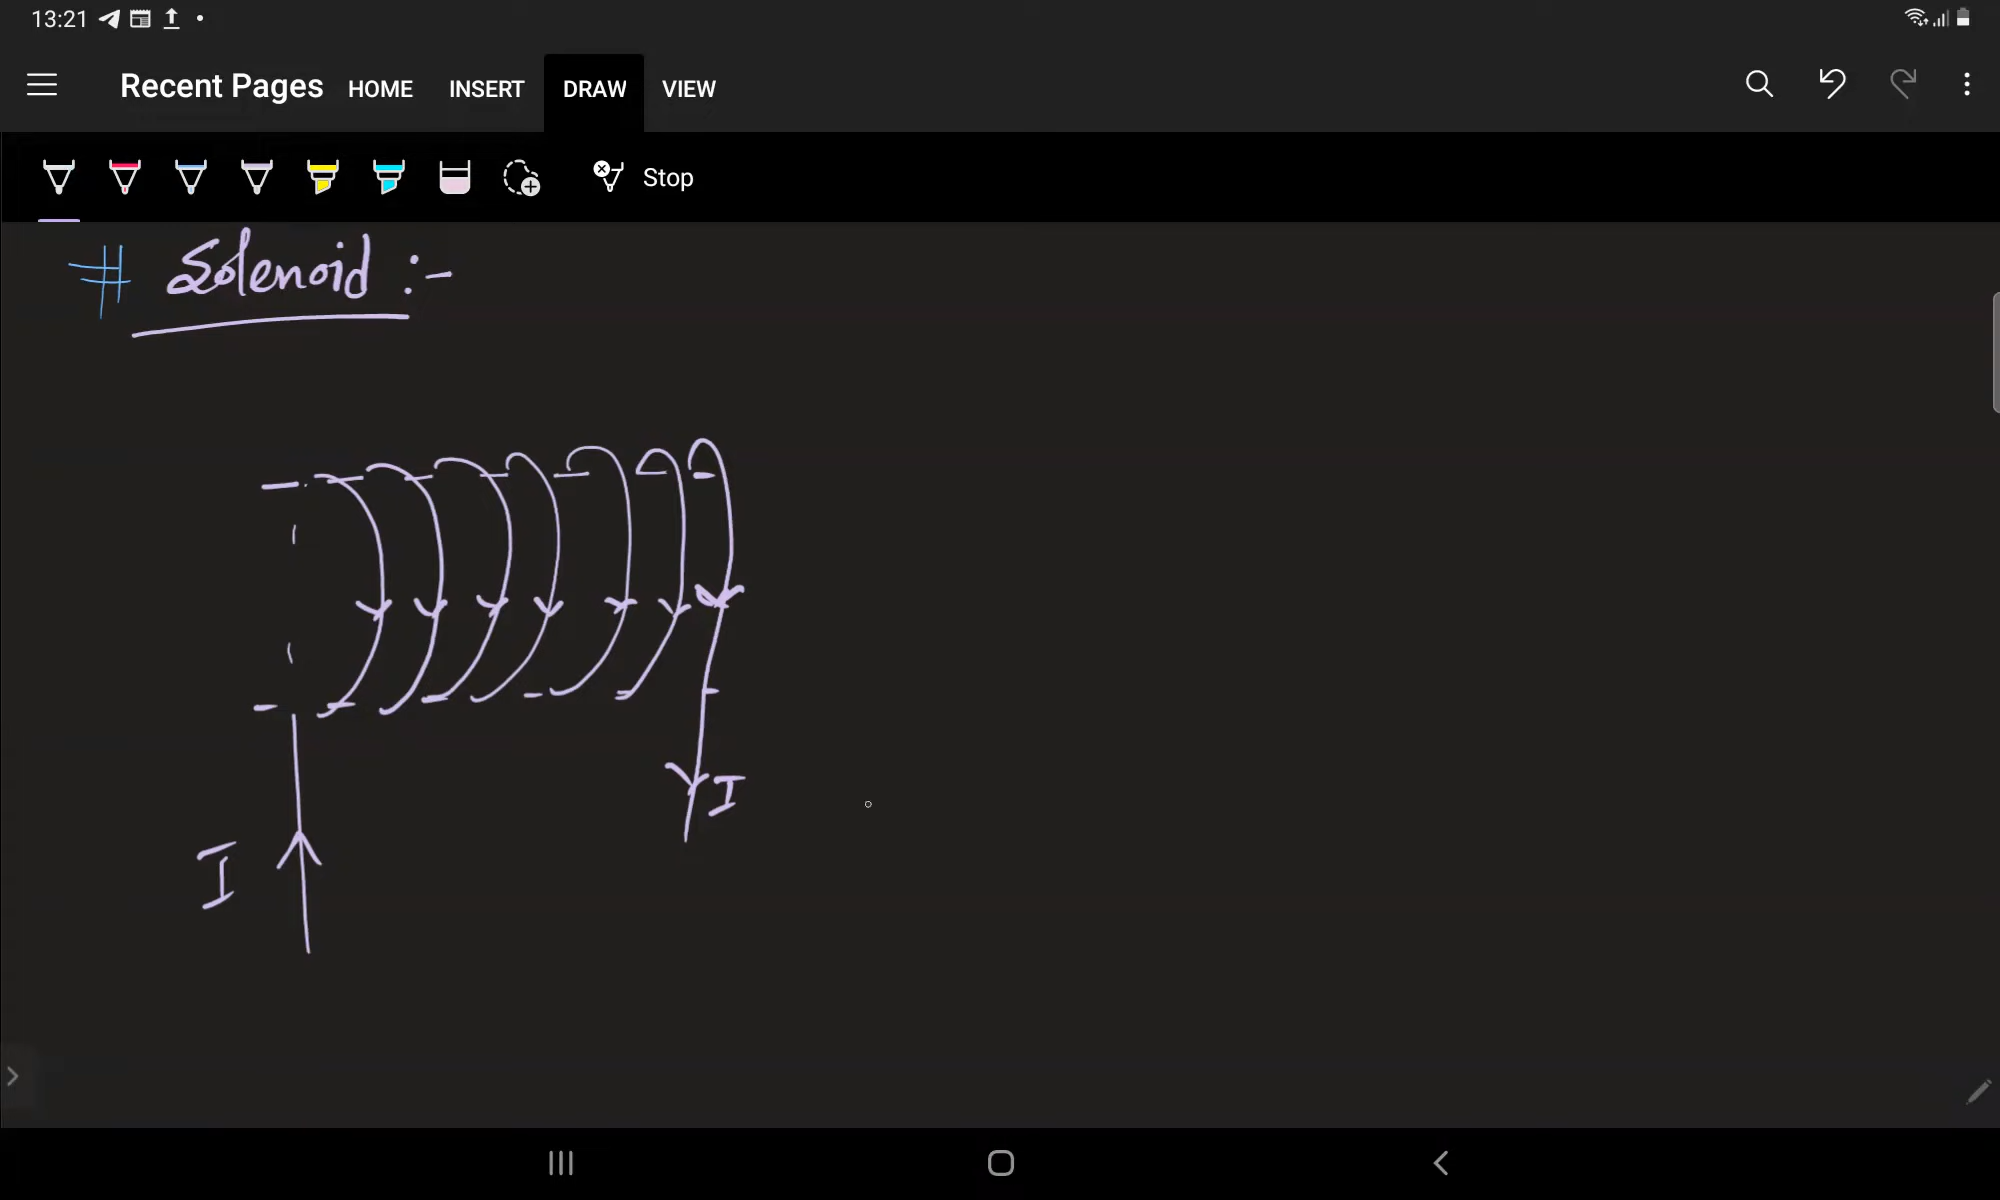 13:21
Recent Pages HOME INSERT DRAW VIEW
Stop
# Solenoid :-
I
I